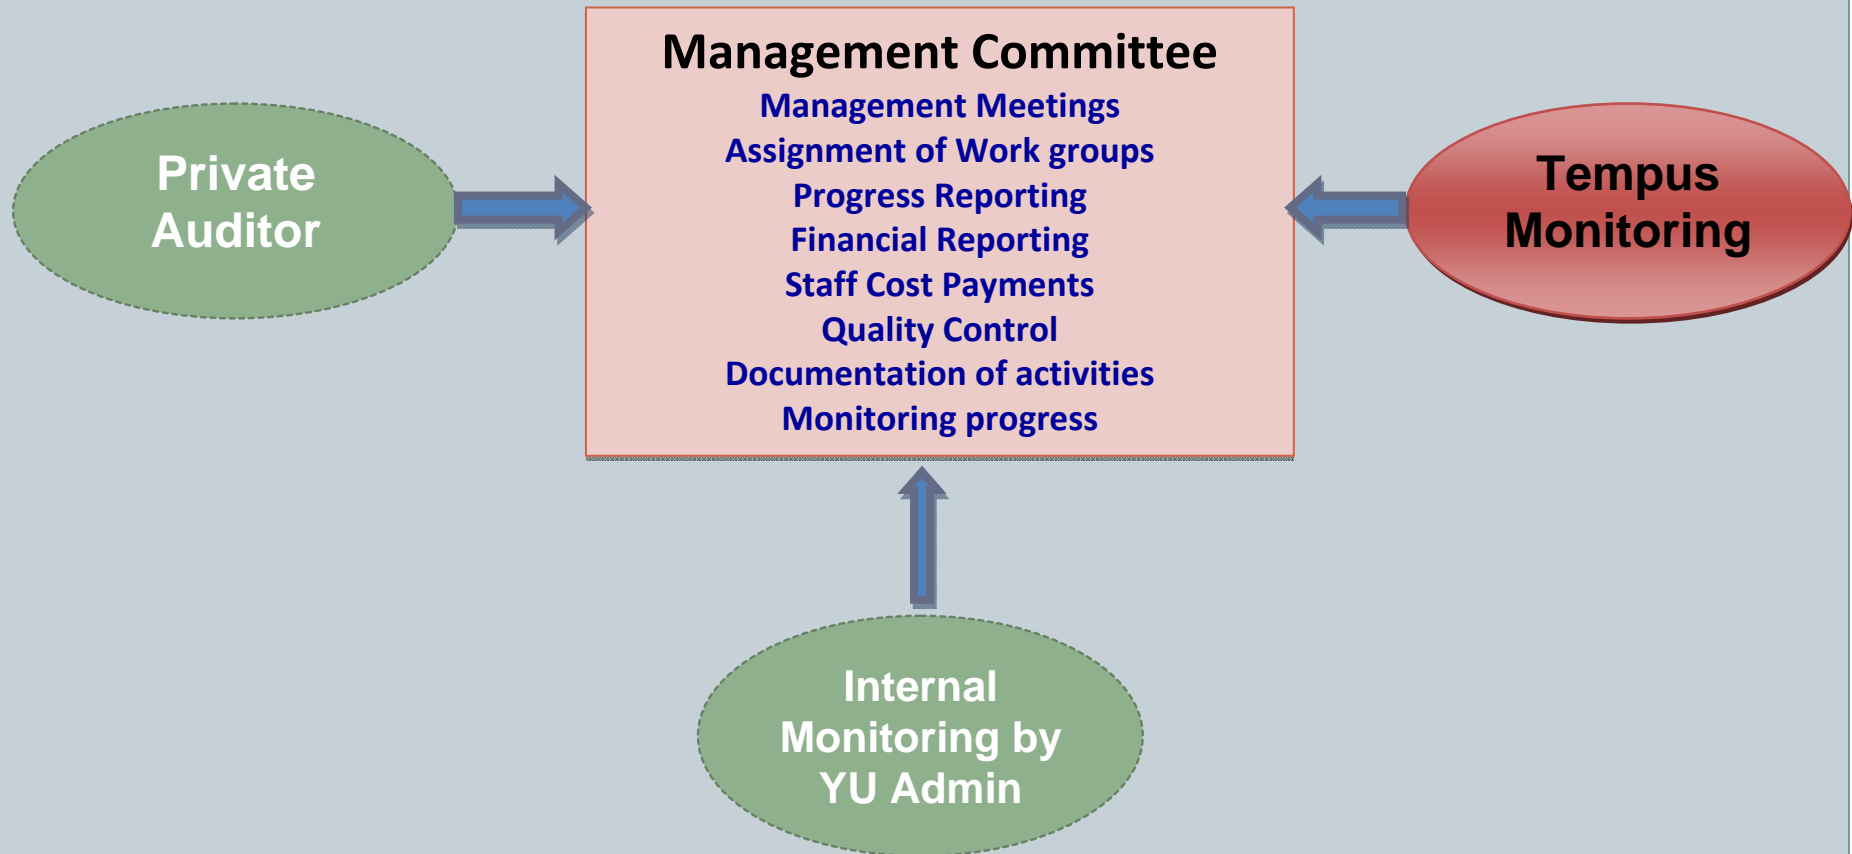 Management Committee
Management Meetings
Assignment of Work groups
Progress Reporting
Financial Reporting
Staff Cost Payments
Quality Control
Documentation of activities
Monitoring progress
Private
Auditor
Tempus
Monitoring
Internal
Monitoring by
YU Admin